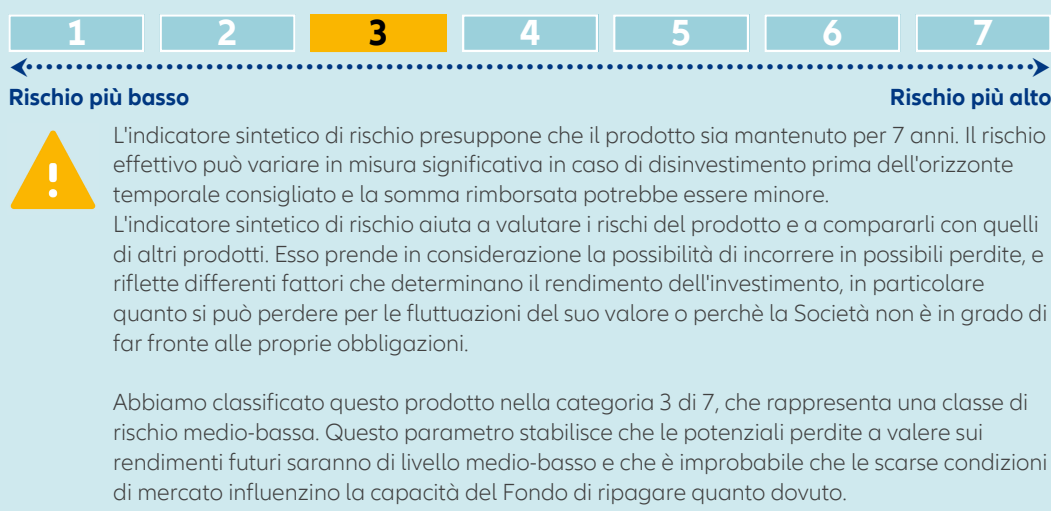 1 2 3 4 5 6 7
Rischio più basso Rischio più alto
L'indicatore sintetico di rischio presuppone che il prodotto sia mantenuto per 7 anni. Il rischio
effettivo può variare in misura significativa in caso di disinvestimento prima dell'orizzonte
temporale consigliato e la somma rimborsata potrebbe essere minore.
L'indicatore sintetico di rischio aiuta a valutare i rischi del prodotto e a compararli con quelli
di altri prodotti. Esso prende in considerazione la possibilità di incorrere in possibili perdite, e
riflette differenti fattori che determinano il rendimento dell'investimento, in particolare
quanto si può perdere per le fluttuazioni del suo valore o perchè la Società non è in grado di
far fronte alle proprie obbligazioni.
Abbiamo classificato questo prodotto nella categoria 3 di 7, che rappresenta una classe di
rischio medio-bassa. Questo parametro stabilisce che le potenziali perdite a valere sui
rendimenti futuri saranno di livello medio-basso e che è improbabile che le scarse condizioni
di mercato influenzino la capacità del Fondo di ripagare quanto dovuto.